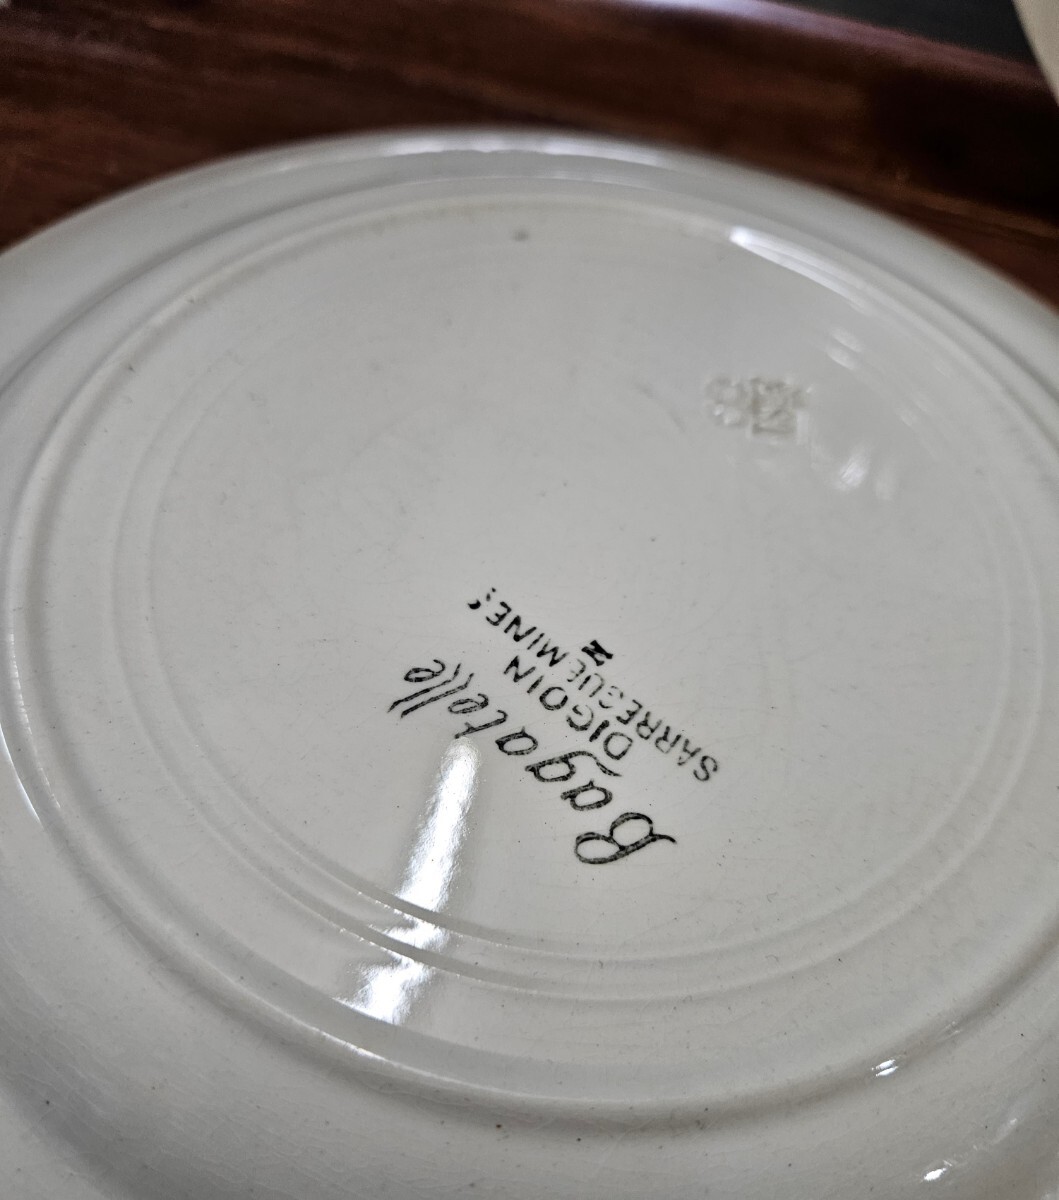 Bagatelle
DIGOIN
SARREGUEMINES
N